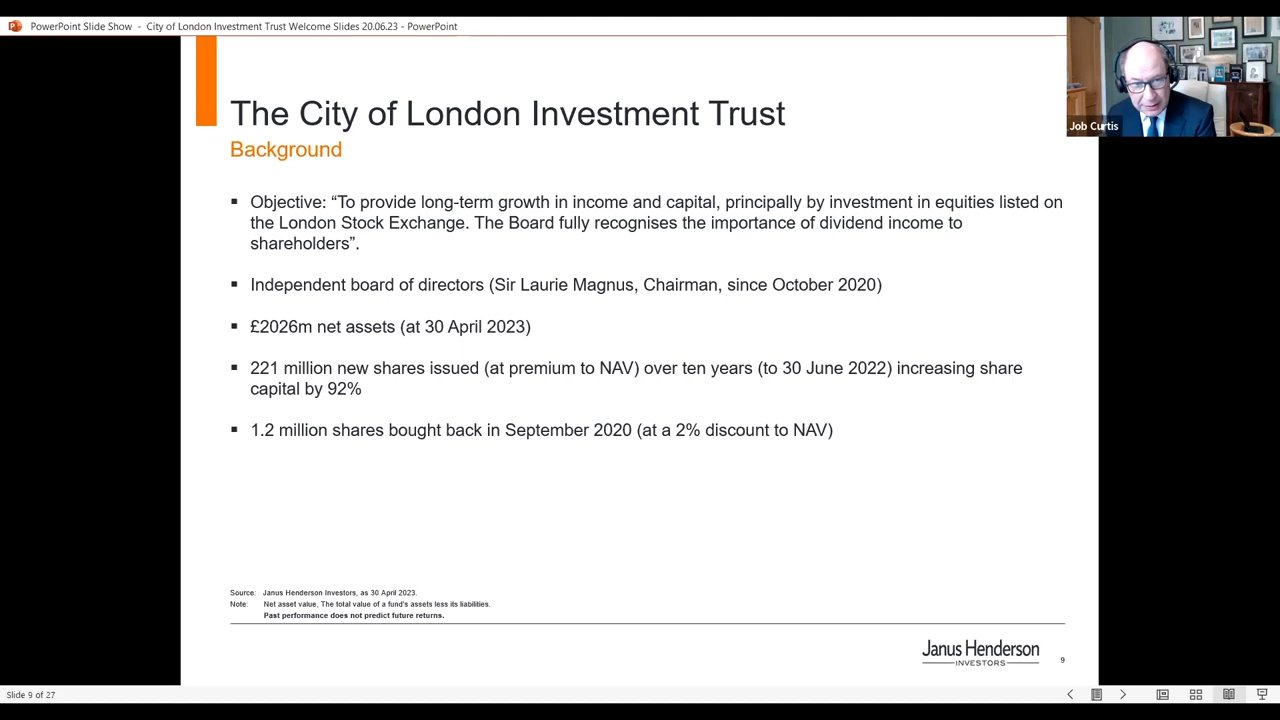 PowerPoint Slide Show - City of London Investment Trust Welcome Slides 20.06.23 - PowerPoint
Job Curtis
The City of London Investment Trust
Background
▪ Objective: “To provide long-term growth in income and capital, principally by investment in equities listed on
the London Stock Exchange. The Board fully recognises the importance of dividend income to
shareholders”.
▪ Independent board of directors (Sir Laurie Magnus, Chairman, since October 2020)
▪ £2026m net assets (at 30 April 2023)
▪ 221 million new shares issued (at premium to NAV) over ten years (to 30 June 2022) increasing share
capital by 92%
▪ 1.2 million shares bought back in September 2020 (at a 2% discount to NAV)
Source: Janus Henderson Investors, as 30 April 2023.
Note: Net asset value, The total value of a fund's assets less its liabilities.
Past performance does not predict future returns.
Janus Henderson
INVESTORS
9
Slide 9 of 27